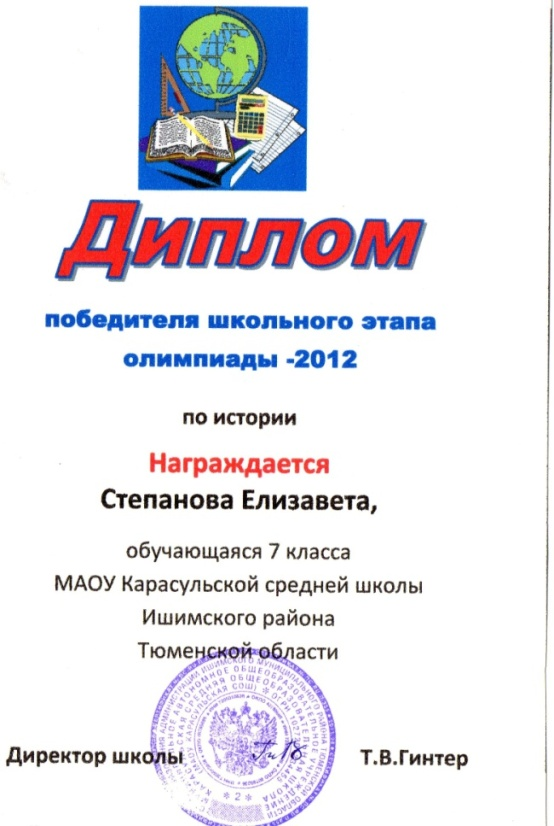 Диплом
победителя школьного этапа
олимпиады -2012
по истории
Награждается
Степанова Елизавета,
обучающаяся 7 класса
МАОУ Карасульской средней школы
Ишимского района
Тюменской области
Директор школы
Т.В.Гинтер